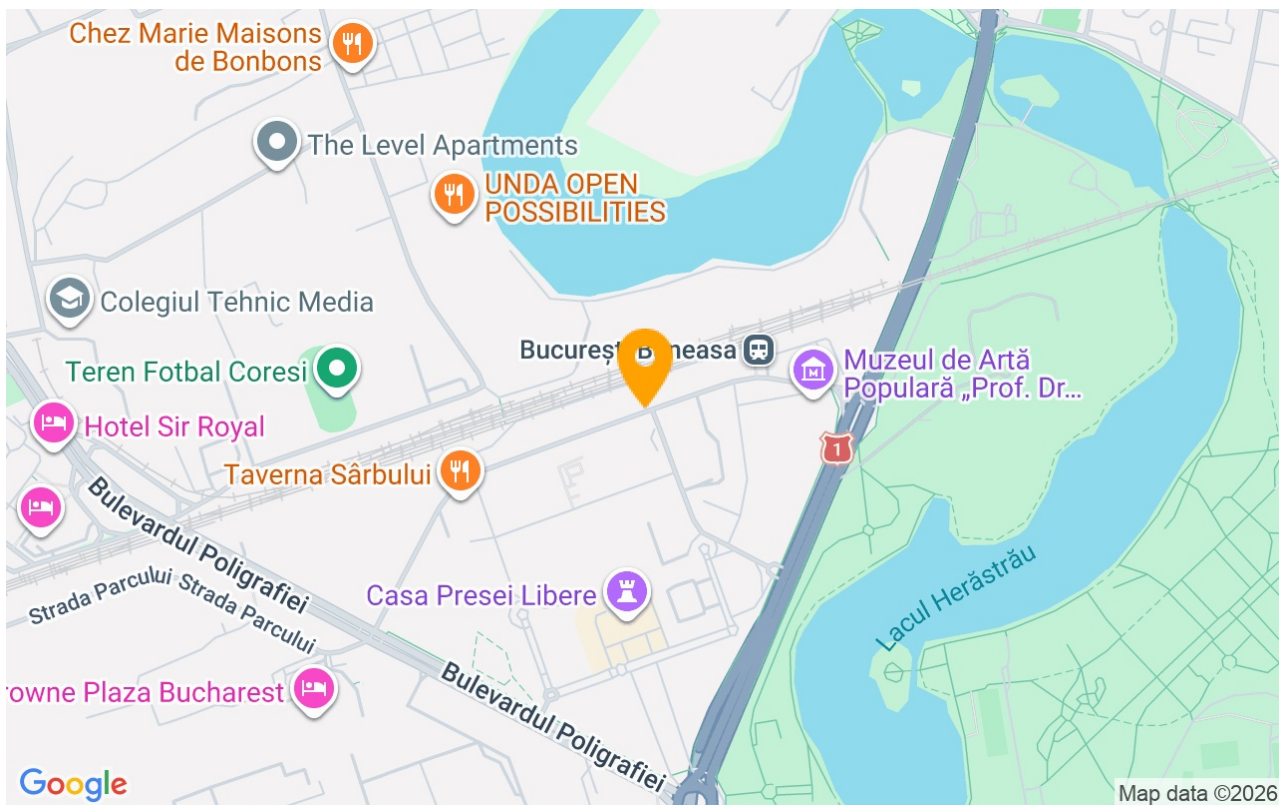 Chez Marie Maisons
de Bonbons
The Level Apartments
UNDA OPEN
POSSIBILITIES
Colegiul Tehnic Media
București
Teren Fotbal Coresi
Muzeul de Artă
Populară „Prof. Dr...
Hotel Sir Royal
1
Taverna Sârbului
Bulevardul Poligrafiei
Casa Presei Libere
Lacul Herăstrău
Strada Parcului
Strada Parcului
rowne Plaza Bucharest
Bulevardul Poligrafiei
Google
Map data ©2026